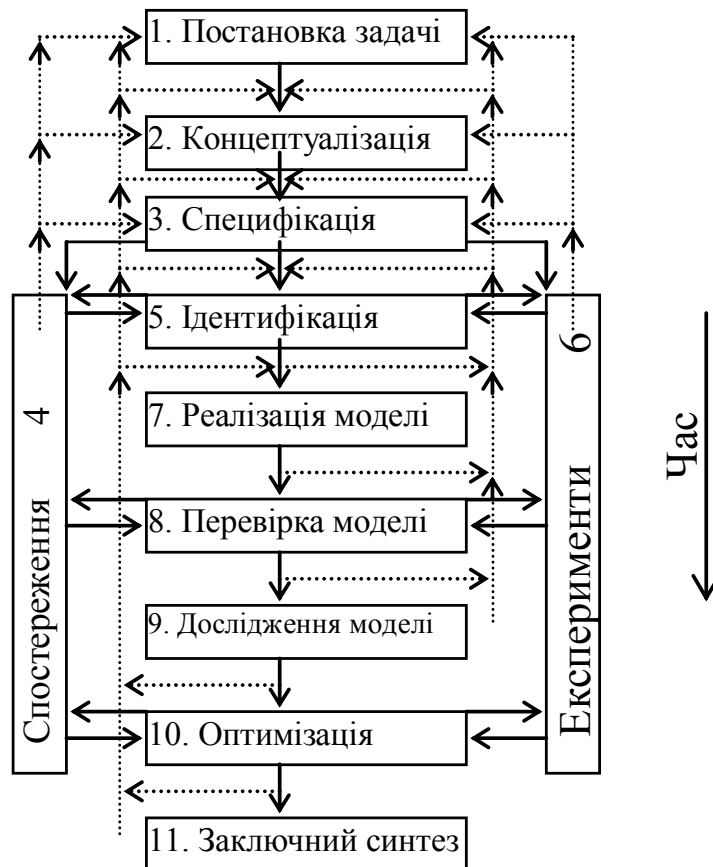 1. Постановка задачі
2. Концептуалізація
3. Специфікація
5. Ідентифікація
7. Реалізація моделі
8. Перевірка моделі
9. Дослідження моделі
10. Оптимізація
11. Заключний синтез
Спостереження 4
Експерименти 6
Час